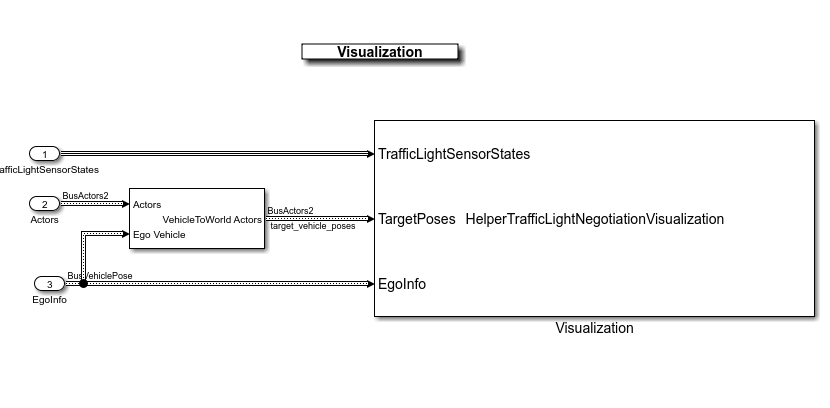 Visualization
1
afficLightSensorStates
TrafficLightSensorStates
2
Actors
BusActors2
Actors
VehicleToWorld Actors
Ego Vehicle
BusActors2
target_vehicle_poses
TargetPoses
HelperTrafficLightNegotiationVisualization
3
EgoInfo
BusVehiclePose
EgoInfo
Visualization